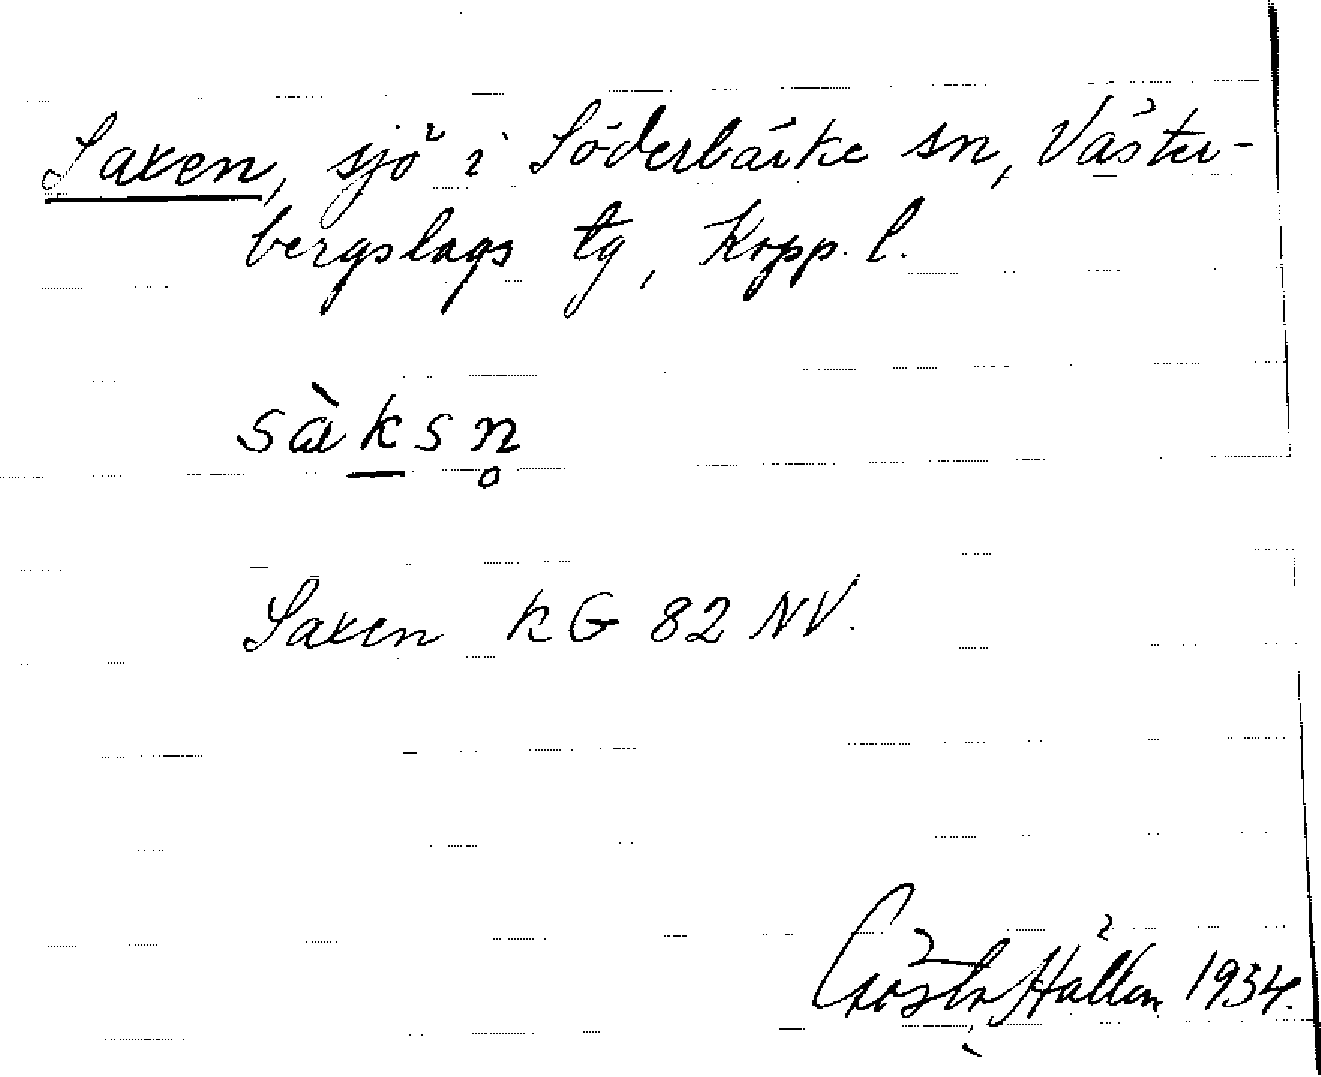 Saxen, sjö i Söderbärke sn, Väster-
bergslags tg, Kopp. l.
sàksn̥
Saxen KG 82 NV.
Gösta Hallén 1934.